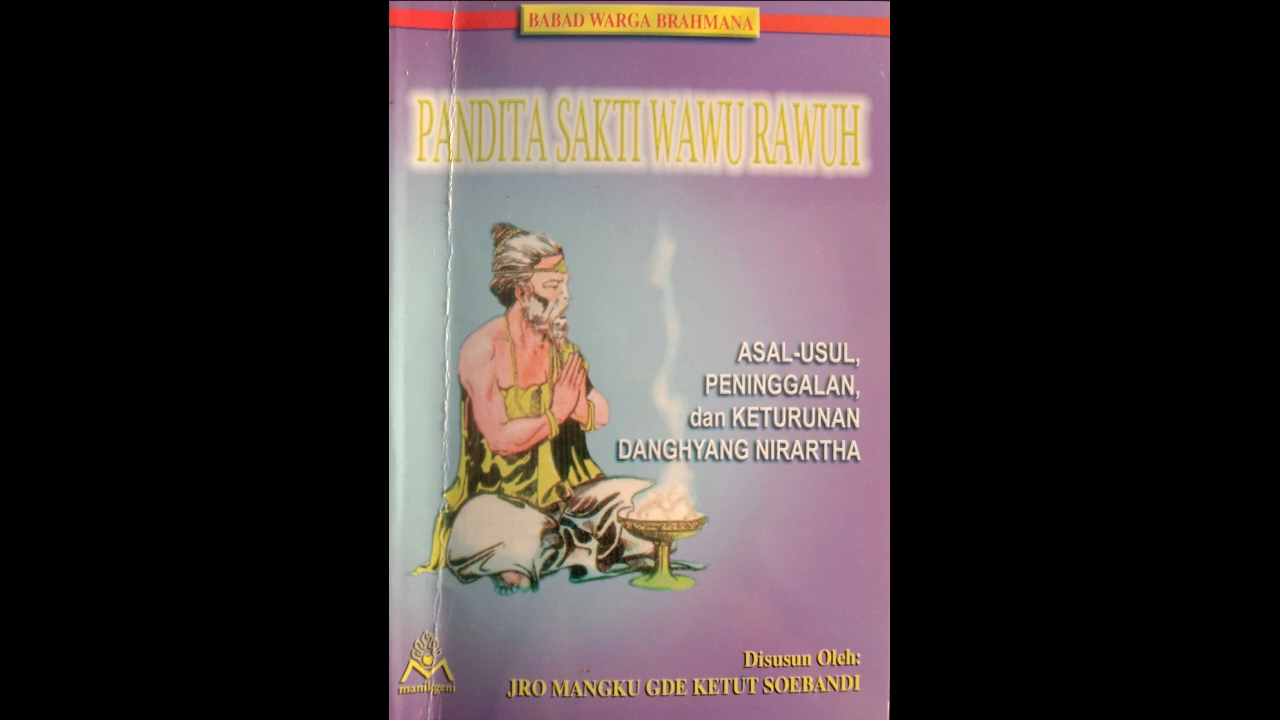 BABAD WARGA BRAHMANA
PANDITA SAKTI WAWU RAWUH
ASAL-USUL,
PENINGGALAN,
dan KETURUNAN
DANGHYANG NIRARTHA
Disusun Oleh:
JRO MANGKU GDE KETUT SOEBANDI
manikgeni